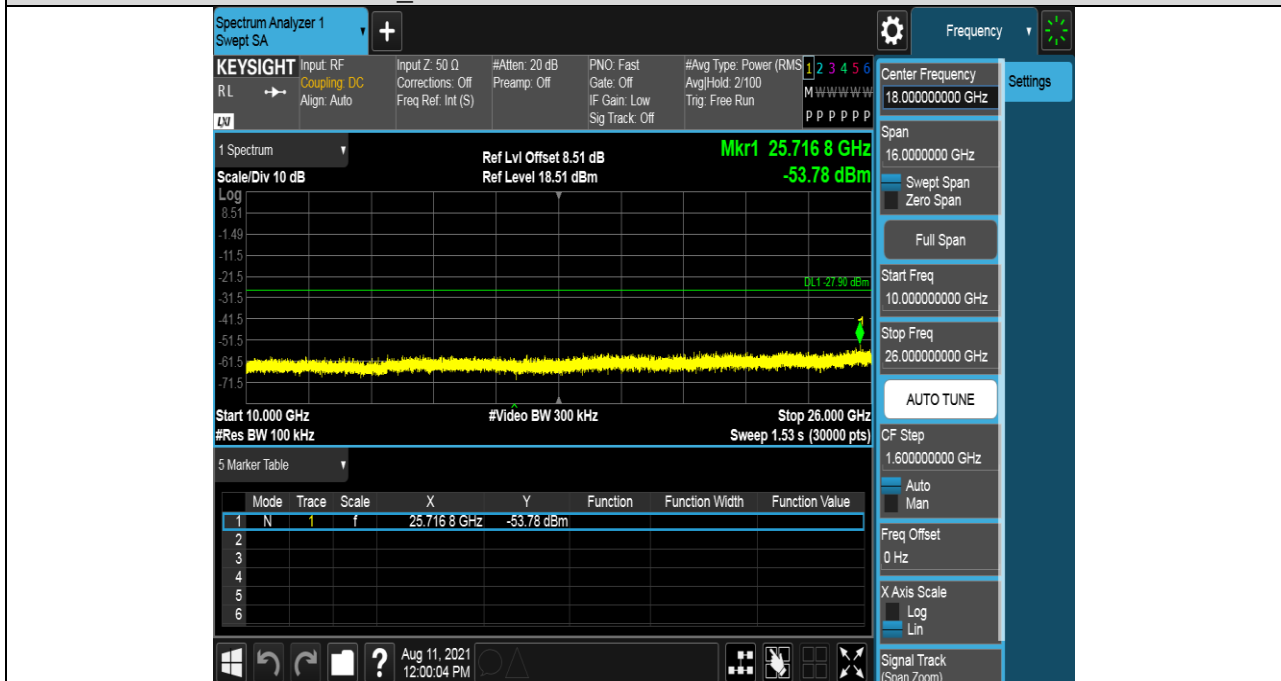 Spectrum Analyzer 1
Swept SA
+
Frequency
KEYSIGHT
RL
LXI
Input: RF
Coupling: DC
Align: Auto
Input Z: 50 Ω
Corrections: Off
Freq Ref: Int (S)
#Atten: 20 dB
Preamp: Off
PNO: Fast
Gate: Off
IF Gain: Low
Sig Track: Off
#Avg Type: Power (RMS
Avg|Hold: 2/100
Trig: Free Run
1 2 3 4 5 6
M W W W W W
P P P P P P
1 Spectrum
Scale/Div 10 dB
Ref Lvl Offset 8.51 dB
Ref Level 18.51 dBm
Mkr1 25.716 8 GHz
-53.78 dBm
Log
8.51
-1.49
-11.5
-21.5
-31.5
-41.5
-51.5
-61.5
-71.5
DL1 -27.90 dBm
1
Start 10.000 GHz
#Res BW 100 kHz
#Video BW 300 kHz
Stop 26.000 GHz
Sweep 1.53 s (30000 pts)
5 Marker Table
Mode Trace Scale X Y Function Function Width Function Value
1 N 1 f 25.716 8 GHz -53.78 dBm
2
3
4
5
6
?
Aug 11, 2021
12:00:04 PM
Center Frequency
18.000000000 GHz
Settings
Span
16.0000000 GHz
Swept Span
Zero Span
Full Span
Start Freq
10.000000000 GHz
Stop Freq
26.000000000 GHz
AUTO TUNE
CF Step
1.600000000 GHz
Auto
Man
Freq Offset
0 Hz
X Axis Scale
Log
Lin
Signal Track
(Span Zoom)